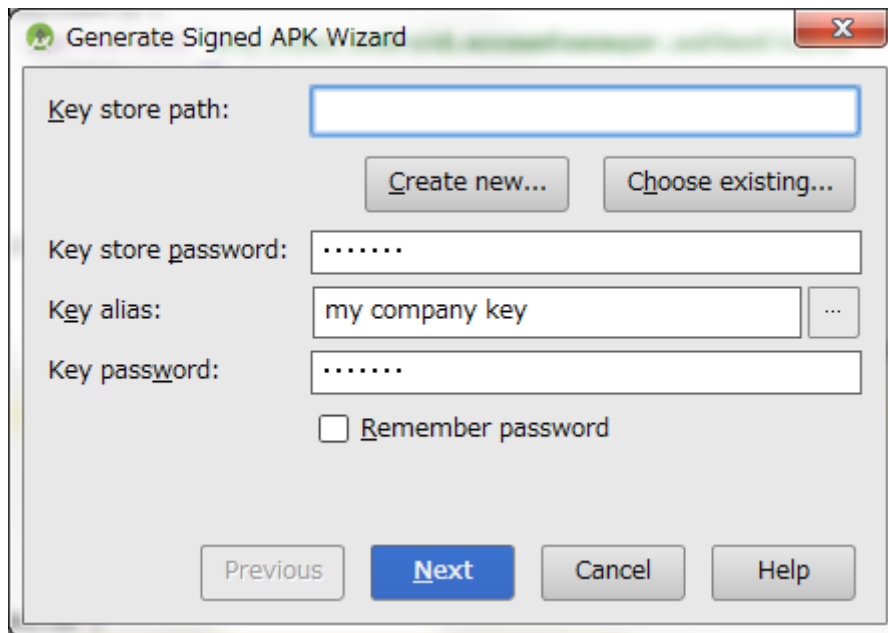 Generate Signed APK Wizard
Key store path:
Create new... Choose existing...
Key store password: •••••••
Key alias: my company key ...
Key password: •••••••
Remember password
Previous Next Cancel Help